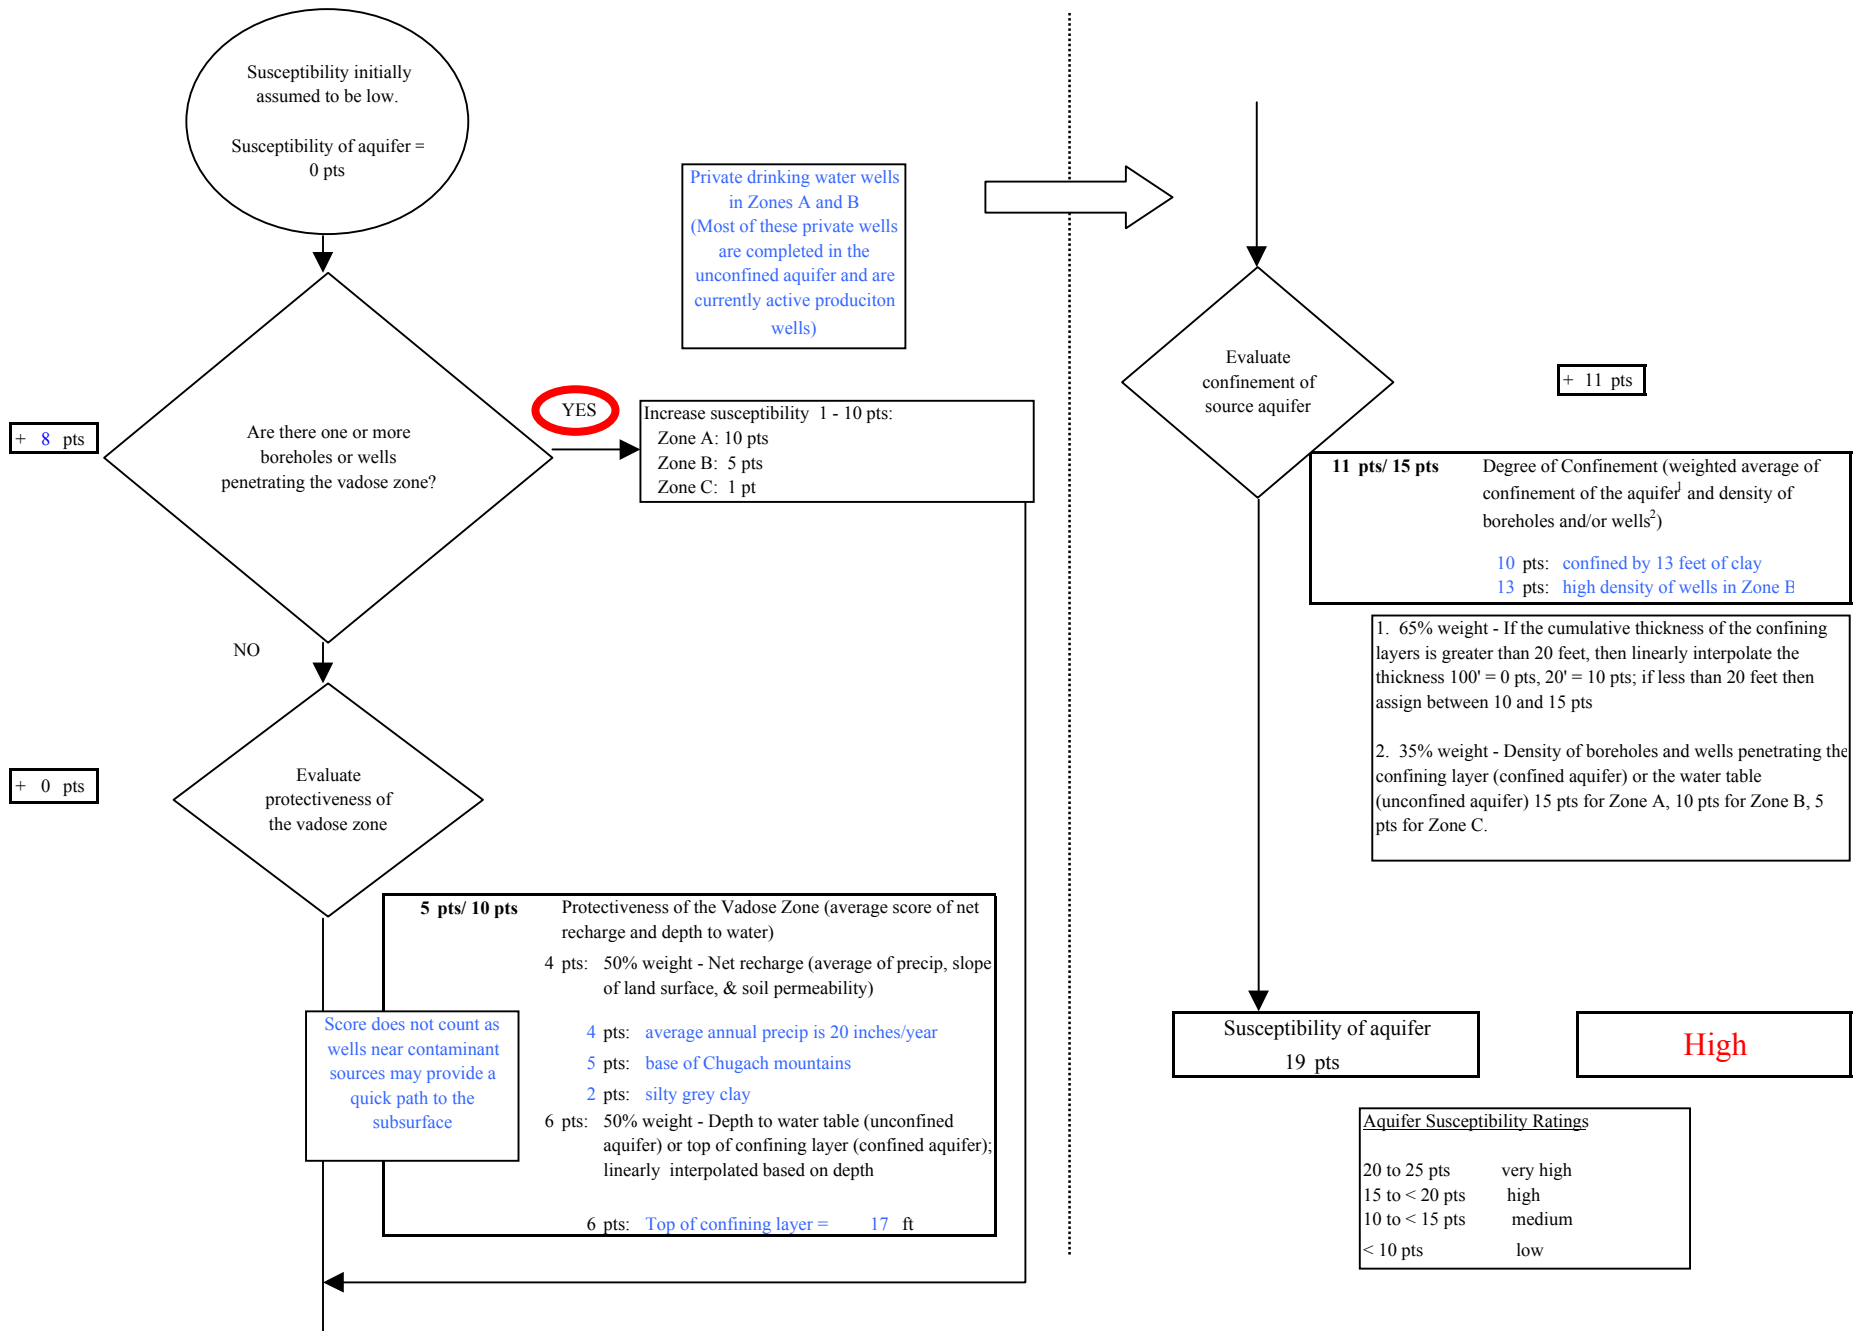 Susceptibility initially
assumed to be low.
Susceptibility of aquifer =
0 pts
Private drinking water wells
in Zones A and B
(Most of these private wells
are completed in the
unconfined aquifer and are
currently active produciton
wells)
YES
+ 8 pts
Are there one or more
boreholes or wells
penetrating the vadose zone?
Increase susceptibility 1 - 10 pts:
Zone A: 10 pts
Zone B: 5 pts
Zone C: 1 pt
NO
+ 0 pts
Evaluate
protectiveness of
the vadose zone
5 pts/ 10 pts
Protectiveness of the Vadose Zone (average score of net
recharge and depth to water)
4 pts: 50% weight - Net recharge (average of precip, slope
of land surface, & soil permeability)
4 pts: average annual precip is 20 inches/year
5 pts: base of Chugach mountains
2 pts: silty grey clay
6 pts: 50% weight - Depth to water table (unconfined
aquifer) or top of confining layer (confined aquifer);
linearly interpolated based on depth
6 pts: Top of confining layer = 17 ft
Score does not count as
wells near contaminant
sources may provide a
quick path to the
subsurface
Evaluate
confinement of
source aquifer
+ 11 pts
11 pts/ 15 pts
Degree of Confinement (weighted average of
confinement of the aquifer1 and density of
boreholes and/or wells2)
10 pts: confined by 13 feet of clay
13 pts: high density of wells in Zone B
1. 65% weight - If the cumulative thickness of the confining
layers is greater than 20 feet, then linearly interpolate the
thickness 100' = 0 pts, 20' = 10 pts; if less than 20 feet then
assign between 10 and 15 pts
2. 35% weight - Density of boreholes and wells penetrating the
confining layer (confined aquifer) or the water table
(unconfined aquifer) 15 pts for Zone A, 10 pts for Zone B, 5
pts for Zone C.
Susceptibility of aquifer
19 pts
High
Aquifer Susceptibility Ratings
20 to 25 pts very high
15 to < 20 pts high
10 to < 15 pts medium
< 10 pts low